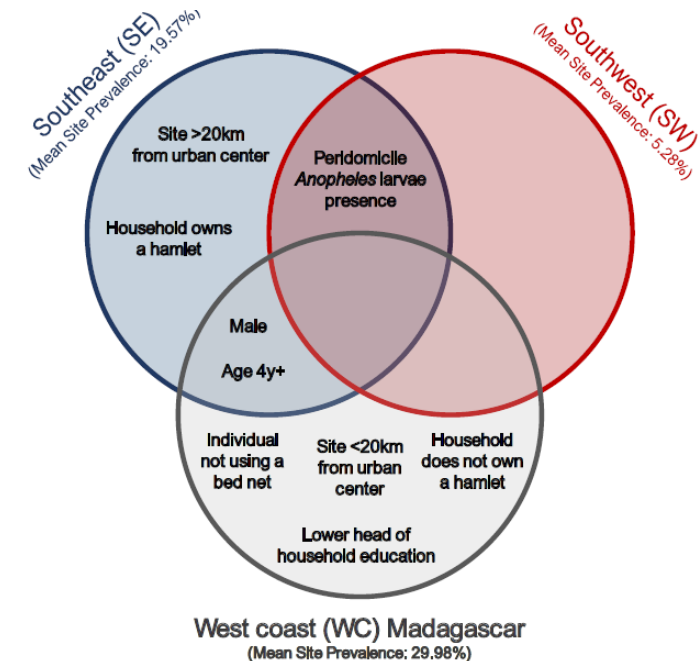 Southeast (SE)
(Mean Site Prevalence: 19.57%)
Southwest (SW)
(Mean Site Prevalence: 5.28%)
Site >20km
from urban center
Peridomicile
Anopheles larvae
presence
Household owns
a hamlet
Male
Age 4y+
Individual
not using a
bed net
Site <20km
from urban
center
Household
does not own
a hamlet
Lower head of
household education
West coast (WC) Madagascar
(Mean Site Prevalence: 29.98%)